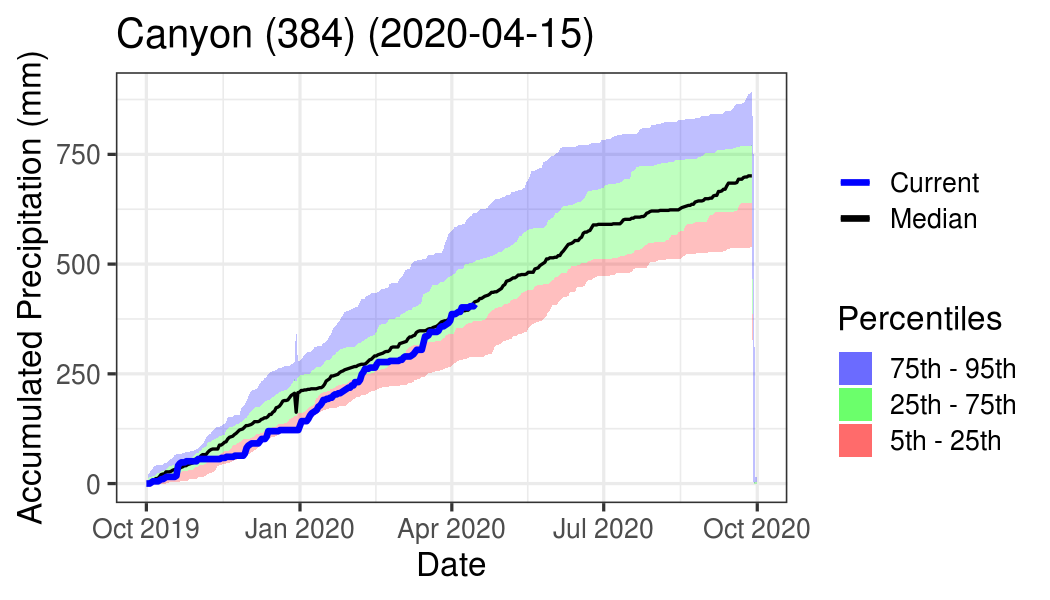 Canyon (384) (2020-04-15)
Accumulated Precipitation (mm)
750
500
250
0
Oct 2019 Jan 2020 Apr 2020 Jul 2020 Oct 2020
Date
Current
Median
Percentiles
75th - 95th
25th - 75th
5th - 25th